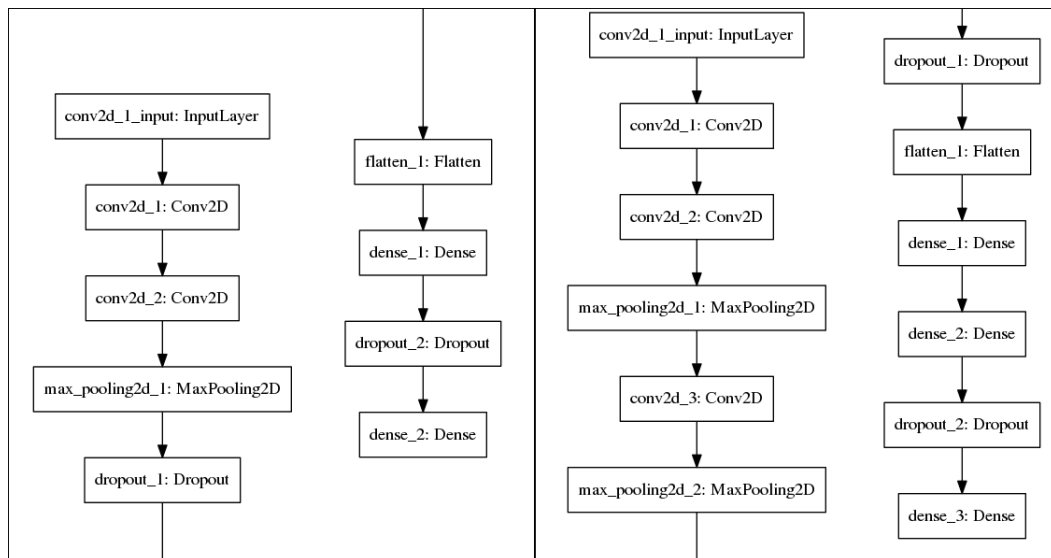 conv2d_1_input: InputLayer
conv2d_1: Conv2D
conv2d_2: Conv2D
max_pooling2d_1: MaxPooling2D
dropout_1: Dropout
flatten_1: Flatten
dense_1: Dense
dropout_2: Dropout
dense_2: Dense
conv2d_1_input: InputLayer
conv2d_1: Conv2D
conv2d_2: Conv2D
max_pooling2d_1: MaxPooling2D
conv2d_3: Conv2D
max_pooling2d_2: MaxPooling2D
dropout_1: Dropout
flatten_1: Flatten
dense_1: Dense
dense_2: Dense
dropout_2: Dropout
dense_3: Dense